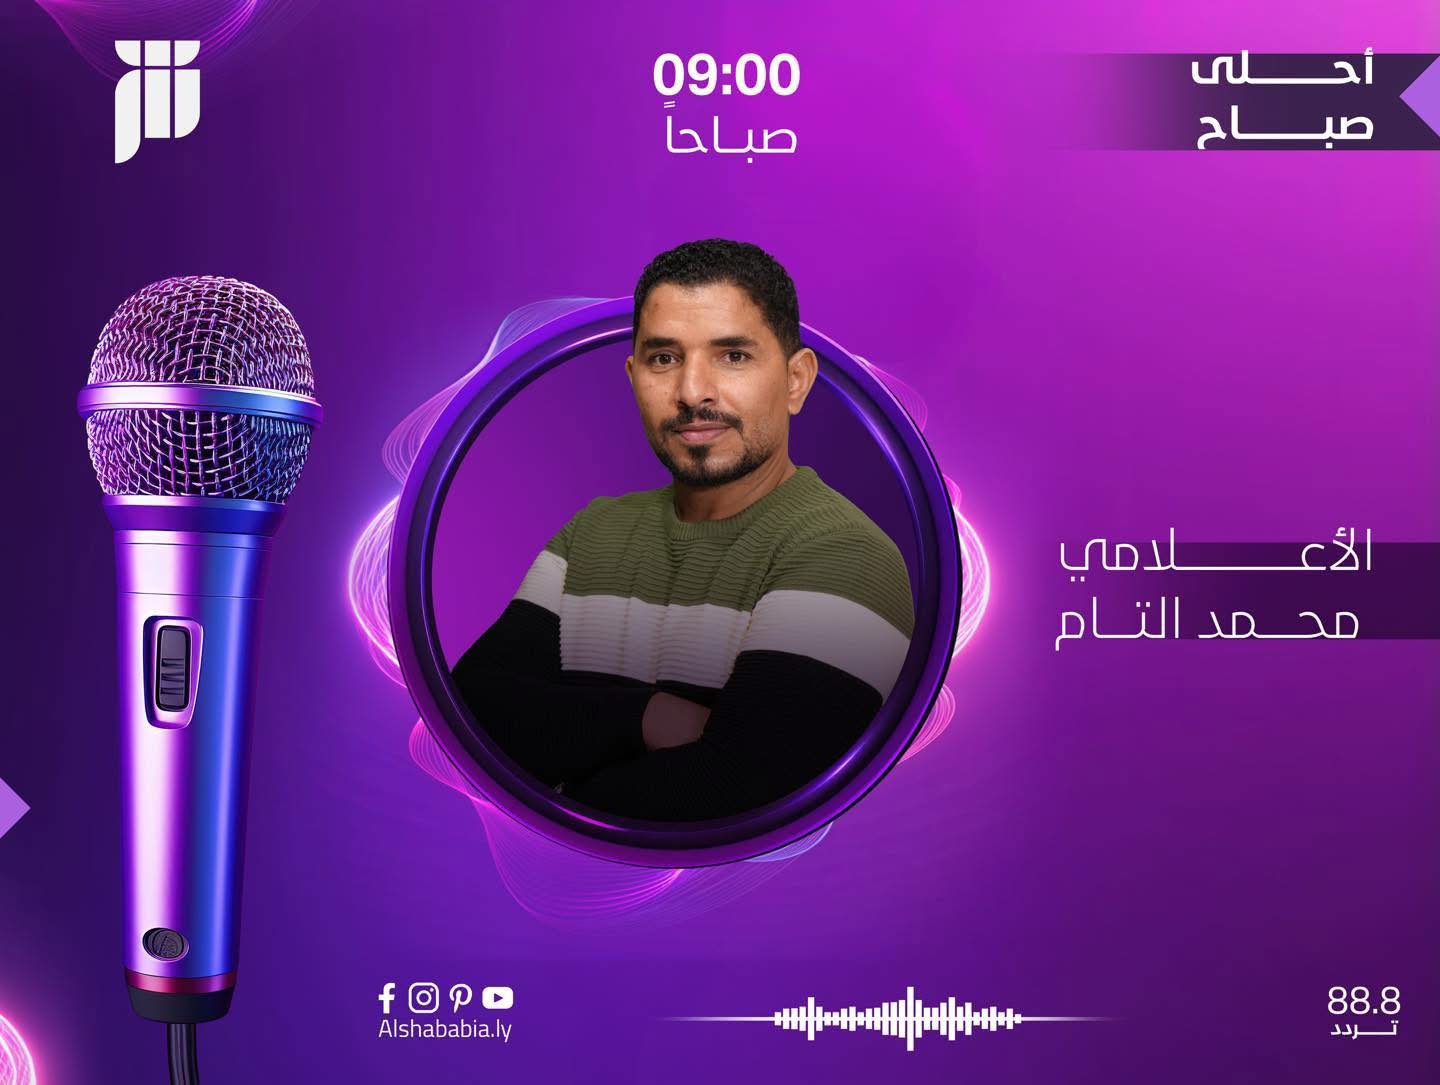 أحلى
صباح
09:00
صباحاً
الأعلامي
محمد التام
Alshababia.ly
88.8
تردد